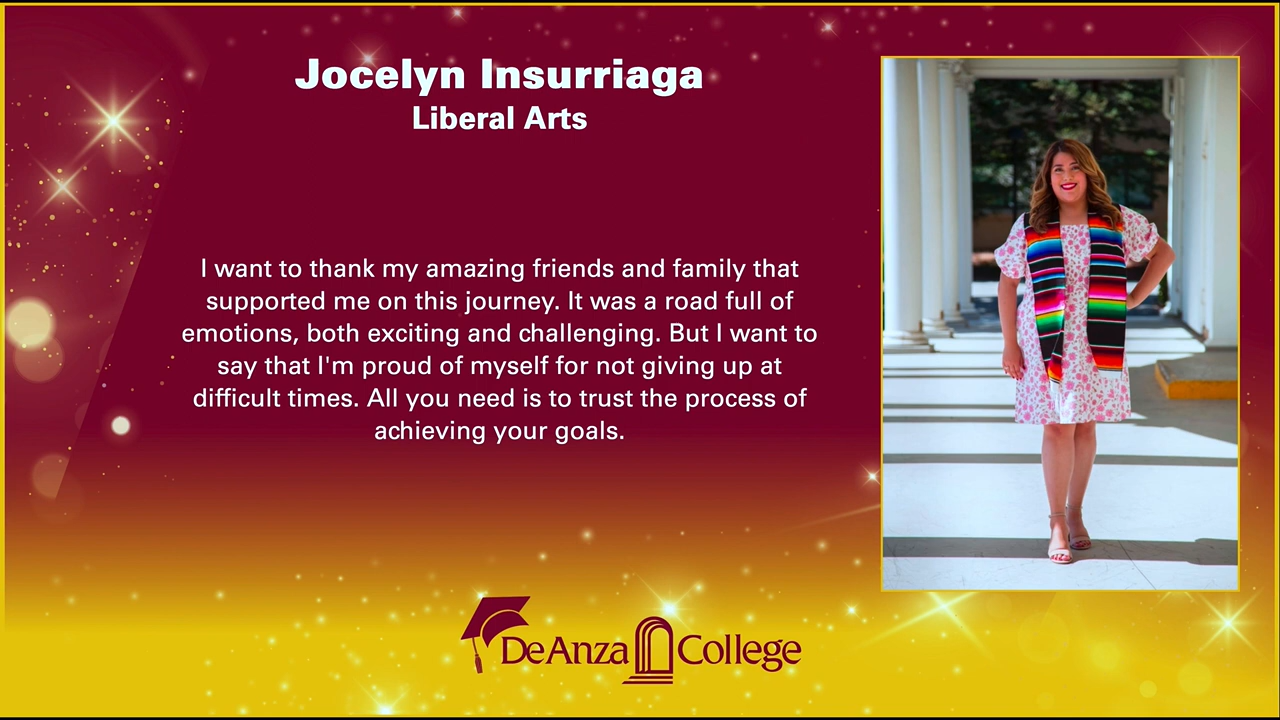 Jocelyn Insurriaga
Liberal Arts
I want to thank my amazing friends and family that
supported me on this journey. It was a road full of
emotions, both exciting and challenging. But I want to
say that I'm proud of myself for not giving up at
difficult times. All you need is to trust the process of
achieving your goals.
De Anza College